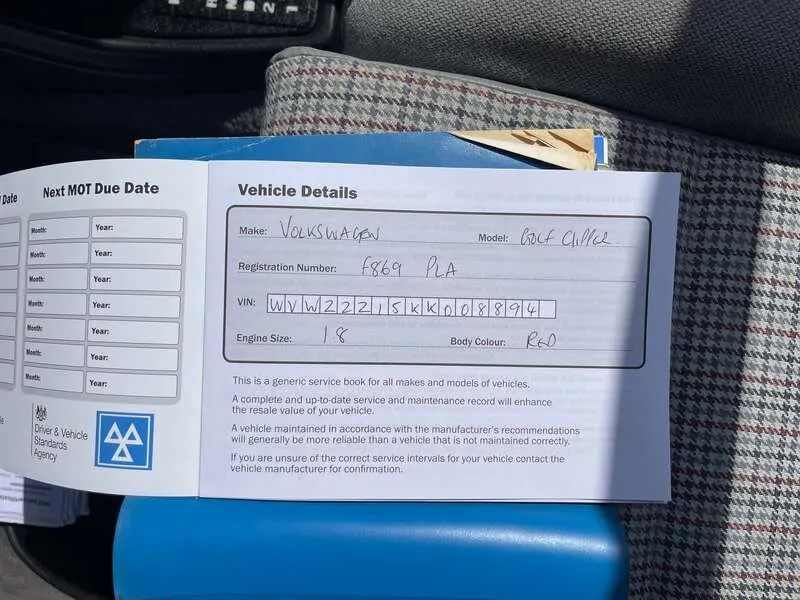 Date
Next MOT Due Date
Month: Year:
Month: Year:
Month: Year:
Month: Year:
Month: Year:
Month: Year:
Month: Year:
Driver & Vehicle
Standards
Agency
Vehicle Details
Make: VOLKSWAGEN Model: GOLF
Registration Number: F869 PLA
VIN: WVWZZZ15KK008894
Engine Size: 1.8 Body Colour: RED
This is a generic service book for all makes and models of vehicles.
A complete and up-to-date service and maintenance record will enhance
the resale value of your vehicle.
A vehicle maintained in accordance with the manufacturer's recommendations
will generally be more reliable than a vehicle that is not maintained correctly.
If you are unsure of the correct service intervals for your vehicle contact the
vehicle manufacturer for confirmation.